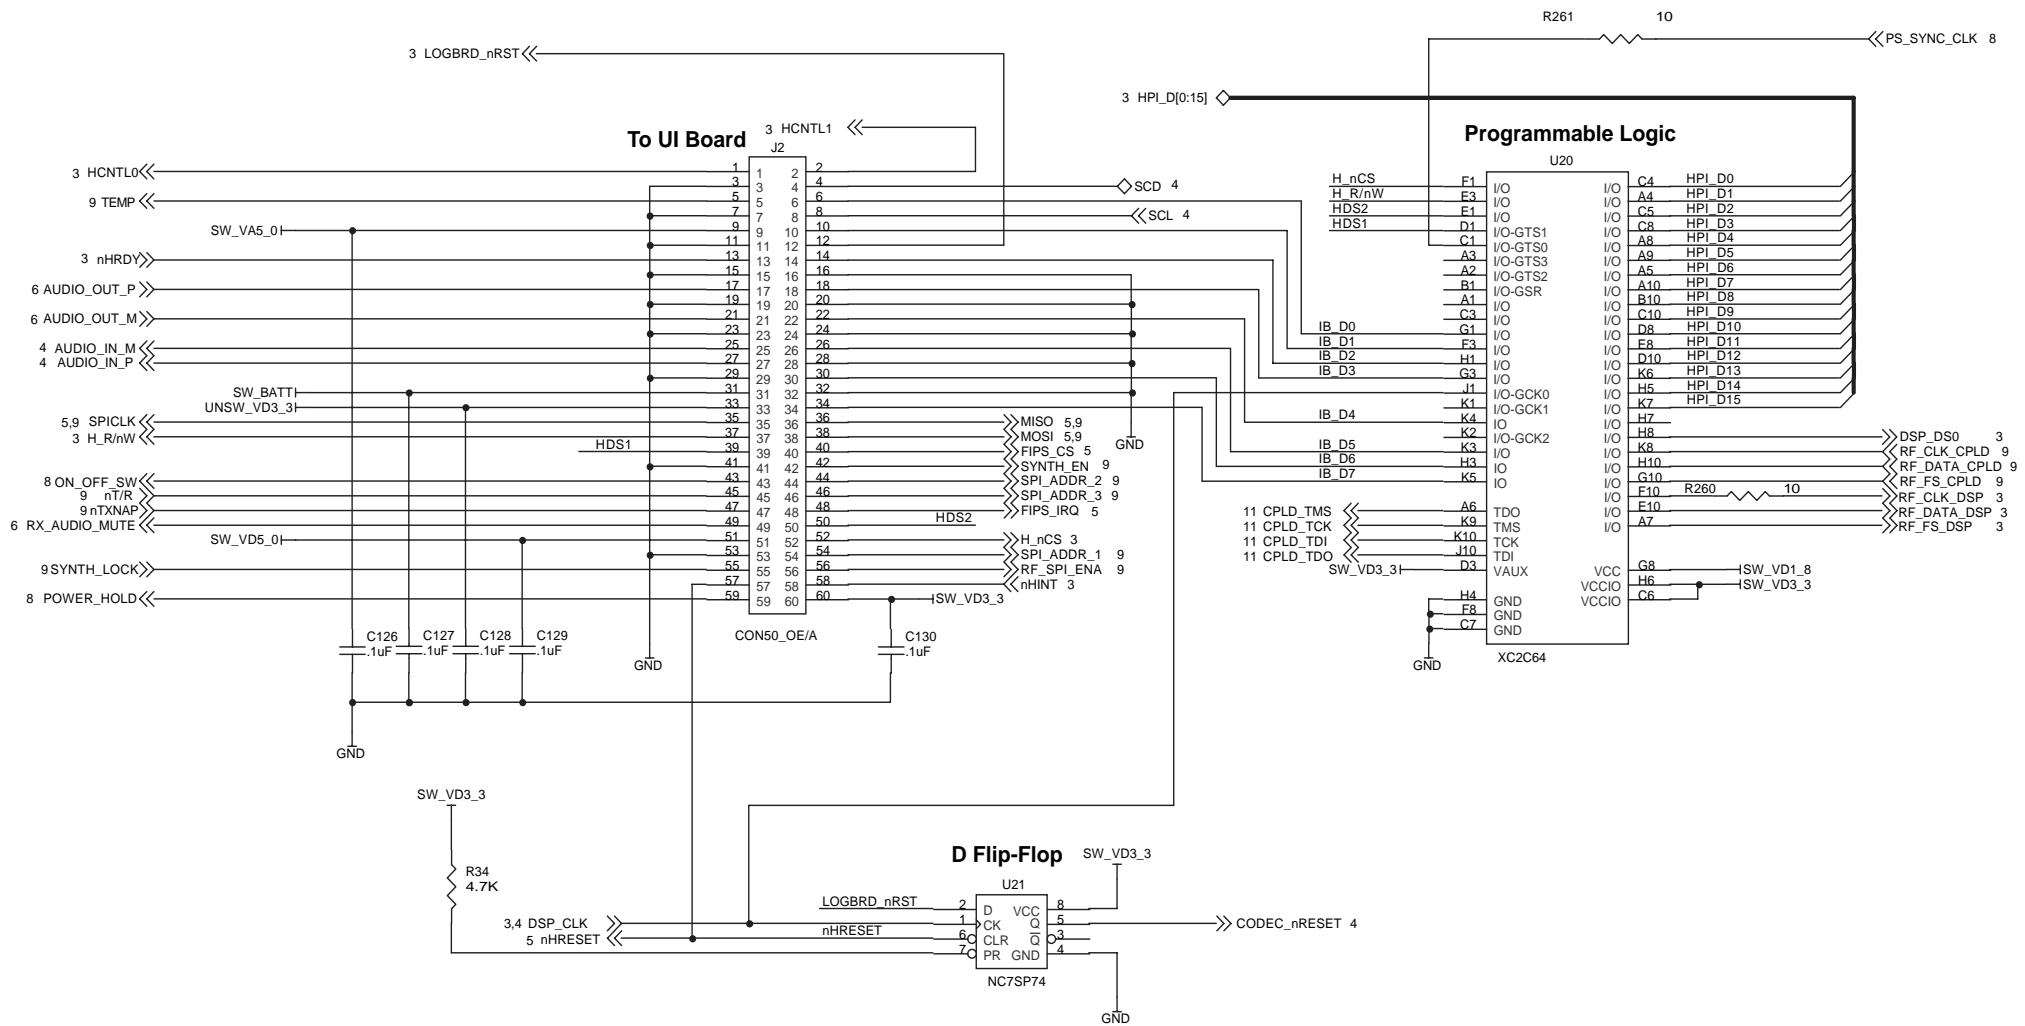 R261 10
PS_SYNC_CLK 8
3 LOGBRD_nRST
3 HPI_D[0:15]
To UI Board
3 HCNTL1
J2
Programmable Logic
U20
3 HCNTL0
9 TEMP
SW_VA5_0
3 nHRDY
6 AUDIO_OUT_P
6 AUDIO_OUT_M
4 AUDIO_IN_M
4 AUDIO_IN_P
SW_BATT
UNSW_VD3_3
5,9 SPICLK
3 H_R/nW
HDS1
8 ON_OFF_SW
9 nT/R
9 nTXNAP
6 RX_AUDIO_MUTE
SW_VD5_0
9 SYNTH_LOCK
8 POWER_HOLD
1 1 2 2
3 3 4 4
5 5 6 6
7 7 8 8
9 9 10 10
11 11 12 12
13 13 14 14
15 15 16 16
17 17 18 18
19 19 20 20
21 21 22 22
23 23 24 24
25 25 26 26
27 27 28 28
29 29 30 30
31 31 32 32
33 33 34 34
35 35 36 36
37 37 38 38
39 39 40 40
41 41 42 42
43 43 44 44
45 45 46 46
47 47 48 48
49 49 50 50
51 51 52 52
53 53 54 54
55 55 56 56
57 57 58 58
59 59 60 60
CON50_OE/A
SCD 4
SCL 4
MISO 5,9
MOSI 5,9
FIPS_CS 5
SYNTH_EN 9
SPI_ADDR_2 9
SPI_ADDR_3 9
FIPS_IRQ 5
HDS2
H_nCS 3
SPI_ADDR_1 9
RF_SPI_ENA 9
nHINT 3
SW_VD3_3
GND
C126
.1uF
C127
.1uF
C128
.1uF
C129
.1uF
GND
C130
.1uF
GND
H_nCS F1 I/O
H_R/nW E3 I/O
HDS2 E1 I/O
HDS1 D1 I/O-GTS1
C1 I/O-GTS0
A3 I/O-GTS3
A2 I/O-GTS2
B1 I/O-GSR
A1 I/O
C3 I/O
IB_D0 G1 I/O
IB_D1 F3 I/O
IB_D2 H1 I/O
IB_D3 G3 I/O
J1 I/O-GCK0
K1 I/O-GCK1
IB_D4 K4 IO
K2 I/O-GCK2
IB_D5 K3 I/O
IB_D6 H3 IO
IB_D7 K5 IO
11 CPLD_TMS A6 TDO
11 CPLD_TCK K9 TMS
11 CPLD_TDI K10 TCK
11 CPLD_TDO J10 TDI
SW_VD3_3 D3 VAUX
H4 GND
F8 GND
C7 GND
GND
XC2C64
I/O C4 HPI_D0
I/O A4 HPI_D1
I/O C5 HPI_D2
I/O C8 HPI_D3
I/O A8 HPI_D4
I/O A9 HPI_D5
I/O A5 HPI_D6
I/O A10 HPI_D7
I/O B10 HPI_D8
I/O C10 HPI_D9
I/O D8 HPI_D10
I/O E8 HPI_D11
I/O D10 HPI_D12
I/O K6 HPI_D13
I/O H5 HPI_D14
I/O K7 HPI_D15
I/O H7
I/O H8 DSP_DS0 3
I/O K8 RF_CLK_CPLD 9
I/O H10 RF_DATA_CPLD 9
I/O G10 RF_FS_CPLD 9
I/O F10 R260 10 RF_CLK_DSP 3
I/O E10 RF_DATA_DSP 3
I/O A7 RF_FS_DSP 3
VCC G8 SW_VD1_8
VCCIO H6 SW_VD3_3
VCCIO C6
SW_VD3_3
R34
4.7K
D Flip-Flop
SW_VD3_3
U21
LOGBRD_nRST 2 D VCC 8
3,4 DSP_CLK 1 CK Q 5 CODEC_nRESET 4
5 nHRESET nHRESET 6 CLR Q 3
7 PR GND 4
NC7SP74
GND